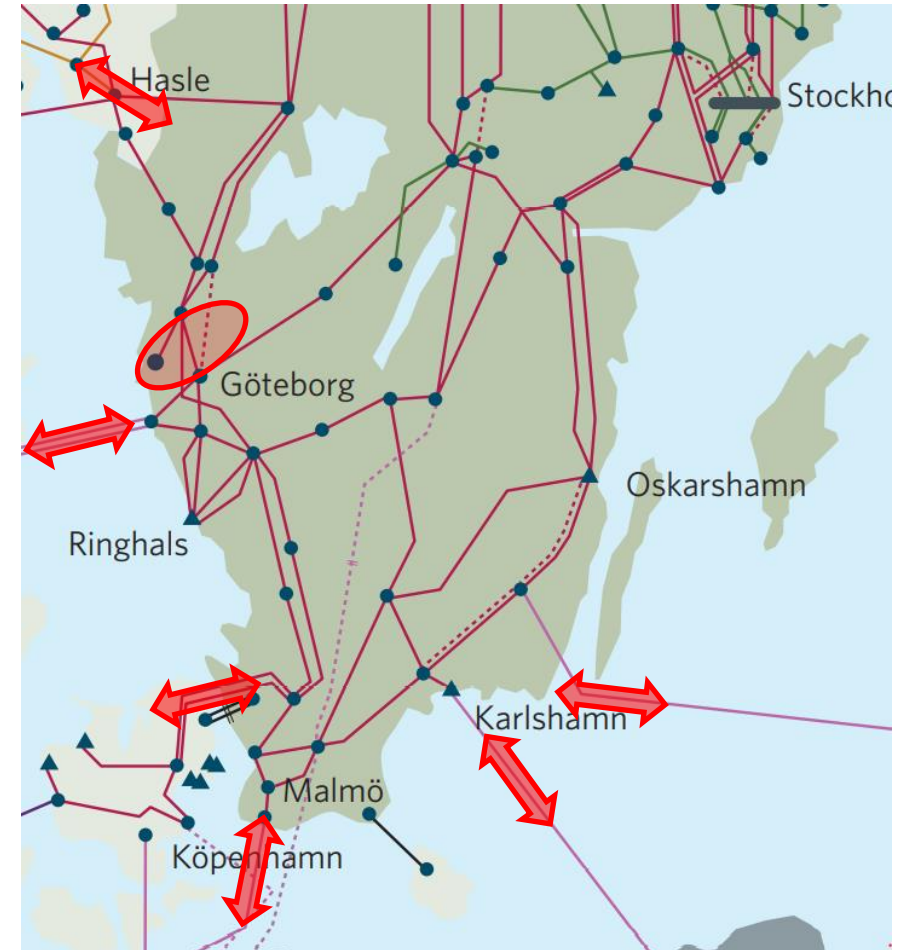 Hasle
Stockho
Göteborg
Oskarshamn
Ringhals
Karlshamn
Malmö
Köpenhamn